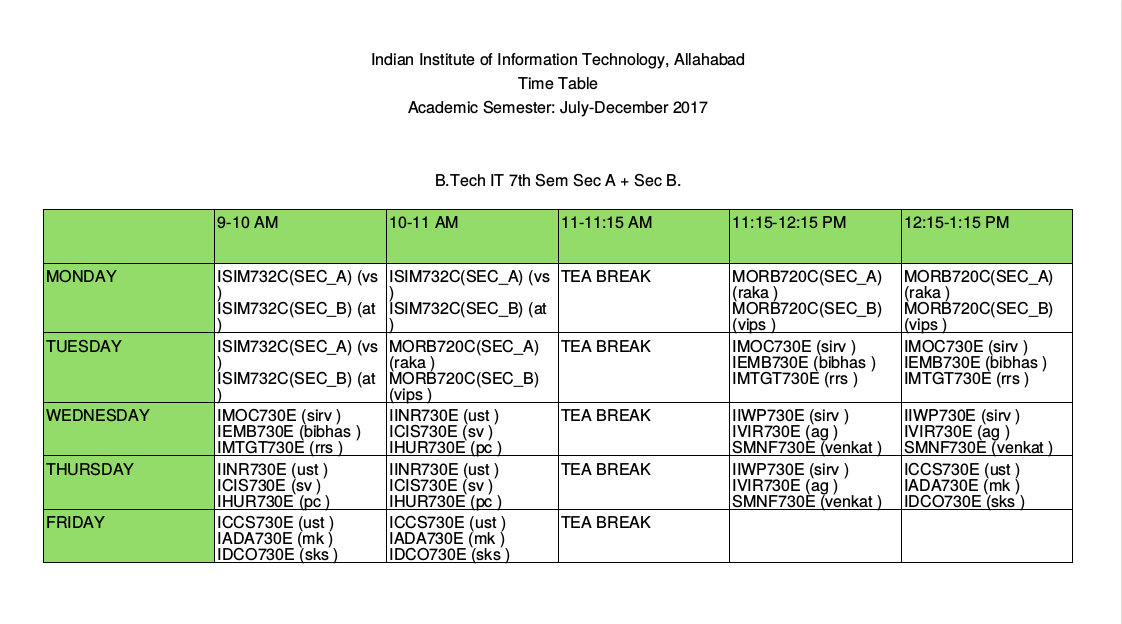 Indian Institute of Information Technology, Allahabad
Time Table
Academic Semester: July-December 2017
B.Tech IT 7th Sem Sec A + Sec B.
9-10 AM
10-11 AM
11-11:15 AM
11:15-12:15 PM
12:15-1:15 PM
MONDAY
ISIM732C(SEC_A) (vs
)
ISIM732C(SEC_B) (at
)
ISIM732C(SEC_A) (vs
)
ISIM732C(SEC_B) (at
)
TEA BREAK
MORB720C(SEC_A)
(raka )
MORB720C(SEC_B)
(vips )
MORB720C(SEC_A)
(raka )
MORB720C(SEC_B)
(vips )
TUESDAY
ISIM732C(SEC_A) (vs
)
ISIM732C(SEC_B) (at
)
MORB720C(SEC_A)
(raka )
MORB720C(SEC_B)
(vips )
TEA BREAK
IMOC730E (sirv )
IEMB730E (bibhas )
IMTGT730E (rrs )
IMOC730E (sirv )
IEMB730E (bibhas )
IMTGT730E (rrs )
WEDNESDAY
IMOC730E (sirv )
IEMB730E (bibhas )
IMTGT730E (rrs )
IINR730E (ust )
ICIS730E (sv )
IHUR730E (pc )
TEA BREAK
IIWP730E (sirv )
IVIR730E (ag )
SMNF730E (venkat )
IIWP730E (sirv )
IVIR730E (ag )
SMNF730E (venkat )
THURSDAY
IINR730E (ust )
ICIS730E (sv )
IHUR730E (pc )
IINR730E (ust )
ICIS730E (sv )
IHUR730E (pc )
TEA BREAK
IIWP730E (sirv )
IVIR730E (ag )
SMNF730E (venkat )
ICCS730E (ust )
IADA730E (mk )
IDCO730E (sks )
FRIDAY
ICCS730E (ust )
IADA730E (mk )
IDCO730E (sks )
ICCS730E (ust )
IADA730E (mk )
IDCO730E (sks )
TEA BREAK